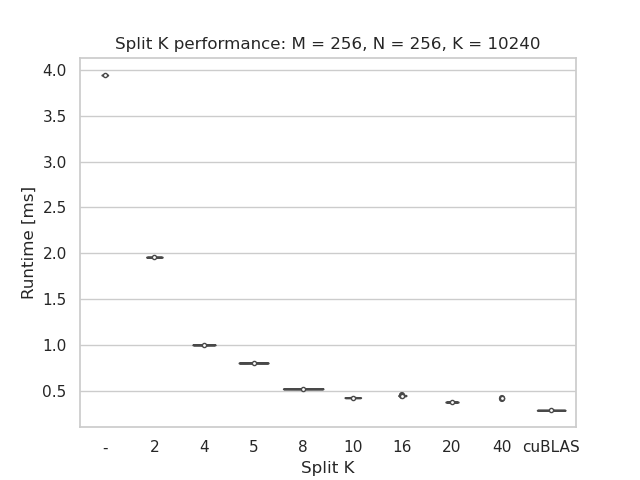 Split K performance: M = 256, N = 256, K = 10240
4.0
3.5
3.0
2.5
2.0
1.5
1.0
0.5
Runtime [ms]
- 2 4 5 8 10 16 20 40 cuBLAS
Split K